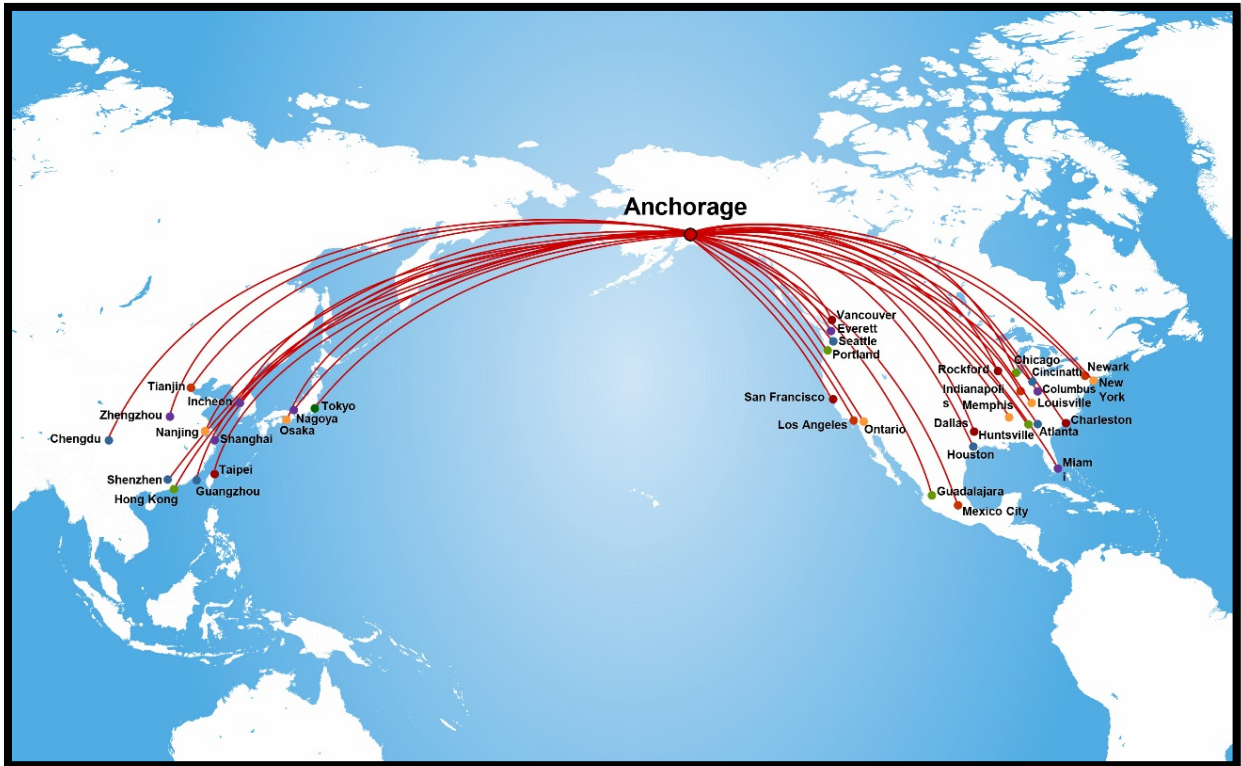 Anchorage
Vancouver
Everett
Seattle
Portland
San Francisco
Los Angeles
Ontario
Guadalajara
Mexico City
Rockford
Chicago
Cincinatti
Newark
New
York
Indianapoli
s
Columbus
Louisville
Memphis
Dallas
Huntsville
Atlanta
Charleston
Houston
Miam
i
Tianjin
Incheon
Zhengzhou
Nanjing
Shanghai
Chengdu
Tokyo
Nagoya
Osaka
Taipei
Shenzhen
Guangzhou
Hong Kong